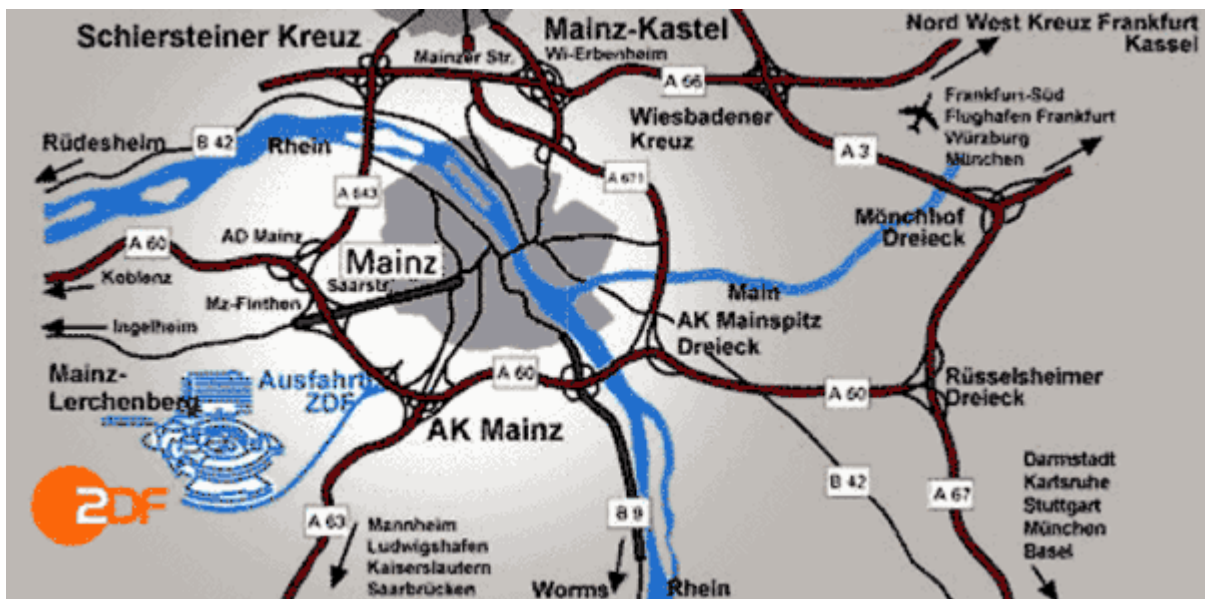 Schiersteiner Kreuz
Mainz-Kastel
Nord West Kreuz Frankfurt
Kassel
Mainzer Str.
Wi-Erbenheim
A 66
Wiesbadener
Kreuz
Frankfurt-Süd
Flughafen Frankfurt
Würzburg
München
Rüdesheim
B 42
Rhein
A 3
A 643
A 671
Mönchhof
Dreieck
A 60
AD Mainz
Mainz
Koblenz
Mz-Finthen
Main
Ingelheim
AK Mainspitz
Dreieck
Mainz-
Lerchenberg
Ausfahrt
ZDF
A 60
A 60
Rüsselsheimer
Dreieck
AK Mainz
ZDF
A 63
Mannheim
Ludwigshafen
Kaiserslautern
Saarbrücken
B 9
Worms
Rhein
B 42
A 67
Darmstadt
Karlsruhe
Stuttgart
München
Basel